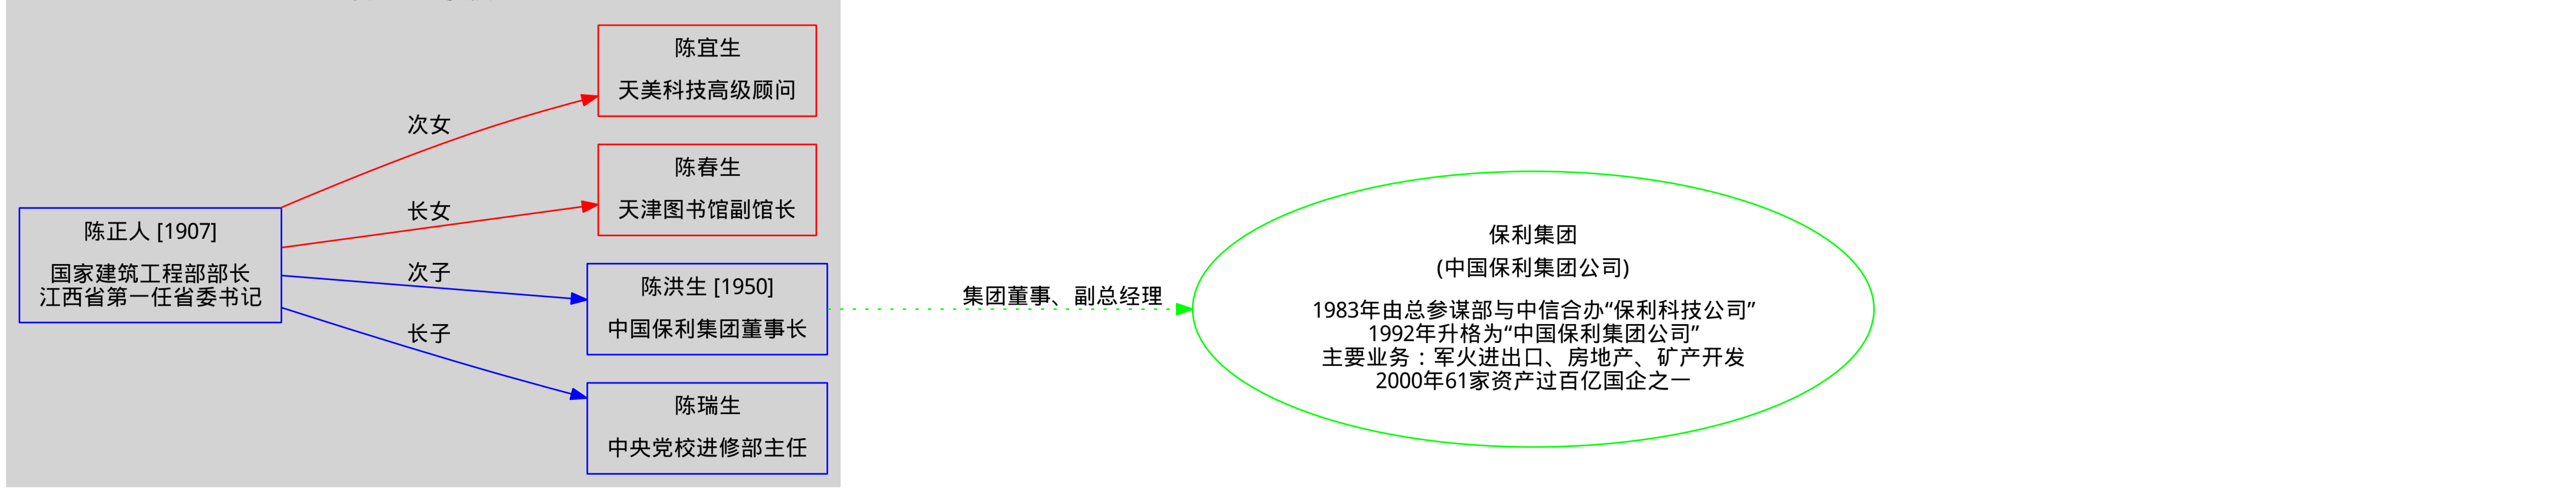 陈宜生
天美科技高级顾问
次女
陈春生
天津图书馆副馆长
长女
陈正人 [1907]
国家建筑工程部部长
江西省第一任省委书记
次子
陈洪生 [1950]
中国保利集团董事长
集团董事、副总经理
保利集团
(中国保利集团公司)
1983年由总参谋部与中信合办“保利科技公司”
1992年升格为“中国保利集团公司”
主要业务：军火进出口、房地产、矿产开发
2000年61家资产过百亿国企之一
长子
陈瑞生
中央党校进修部主任